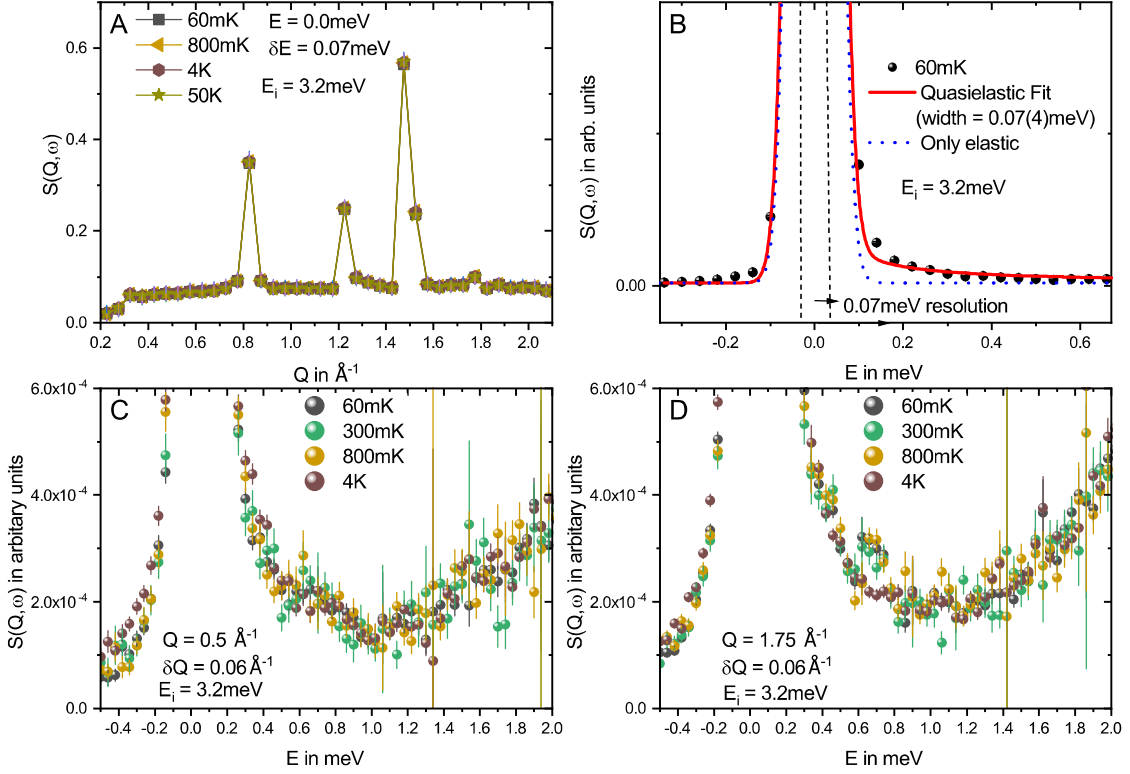 A
60mK
800mK
4K
50K
E = 0.0meV
δE = 0.07meV
E_i = 3.2meV
0.6
0.4
0.2
0.0
S(Q,ω)
0.2 0.4 0.6 0.8 1.0 1.2 1.4 1.6 1.8 2.0
Q in Å⁻¹
B
60mK
Quasielastic Fit
(width = 0.07(4)meV)
Only elastic
E_i = 3.2meV
0.07meV resolution
0.00
S(Q,ω) in arb. units
-0.2 0.0 0.2 0.4 0.6
E in meV
C
60mK
300mK
800mK
4K
6.0x10⁻⁴
4.0x10⁻⁴
2.0x10⁻⁴
0.0
S(Q,ω) in arbitary units
Q = 0.5 Å⁻¹
δQ = 0.06 Å⁻¹
E_i = 3.2meV
-0.4 -0.2 0.0 0.2 0.4 0.6 0.8 1.0 1.2 1.4 1.6 1.8 2.0
E in meV
D
60mK
300mK
800mK
4K
6.0x10⁻⁴
4.0x10⁻⁴
2.0x10⁻⁴
0.0
S(Q,ω) in arbitary units
Q = 1.75 Å⁻¹
δQ = 0.06 Å⁻¹
E_i = 3.2meV
-0.4 -0.2 0.0 0.2 0.4 0.6 0.8 1.0 1.2 1.4 1.6 1.8 2.0
E in meV